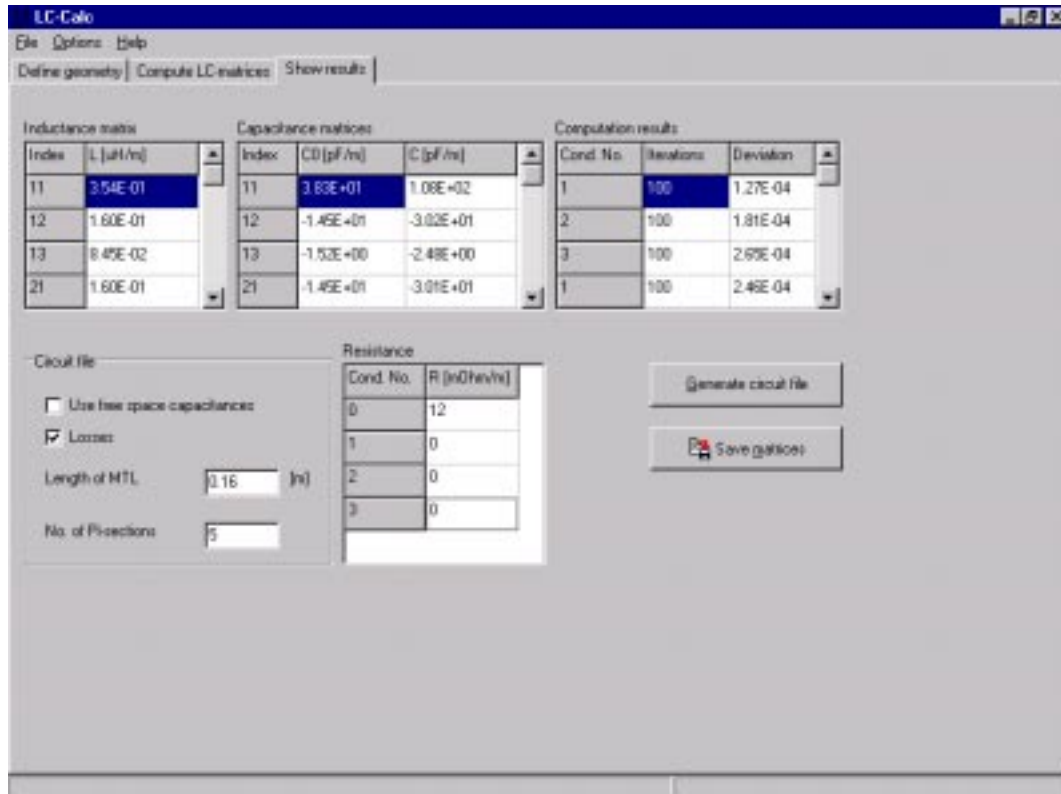 LC-Calc
File Options Help
Define geometry Compute LC-matrices Show results
Inductance matrix Capacitance matrices Computation results
Index L [uH/m] Index C0 [pF/m] C [pF/m] Cond. No. Iterations Deviation
11 3.54E-01 11 3.83E+01 1.08E+02 1 100 1.27E-04
12 1.60E-01 12 -1.45E+01 -3.02E+01 2 100 1.81E-04
13 8.45E-02 13 -1.52E+00 -2.48E+00 3 100 2.65E-04
21 1.60E-01 21 -1.45E+01 -3.01E+01 1 100 2.46E-04
Circuit file
Use free space capacitances
Losses
Length of MTL 0.16 [m]
No. of Pi-sections 5
Resistance
Cond. No. R [mOhm/m]
0 12
1 0
2 0
3 0
Generate circuit file
Save matrices